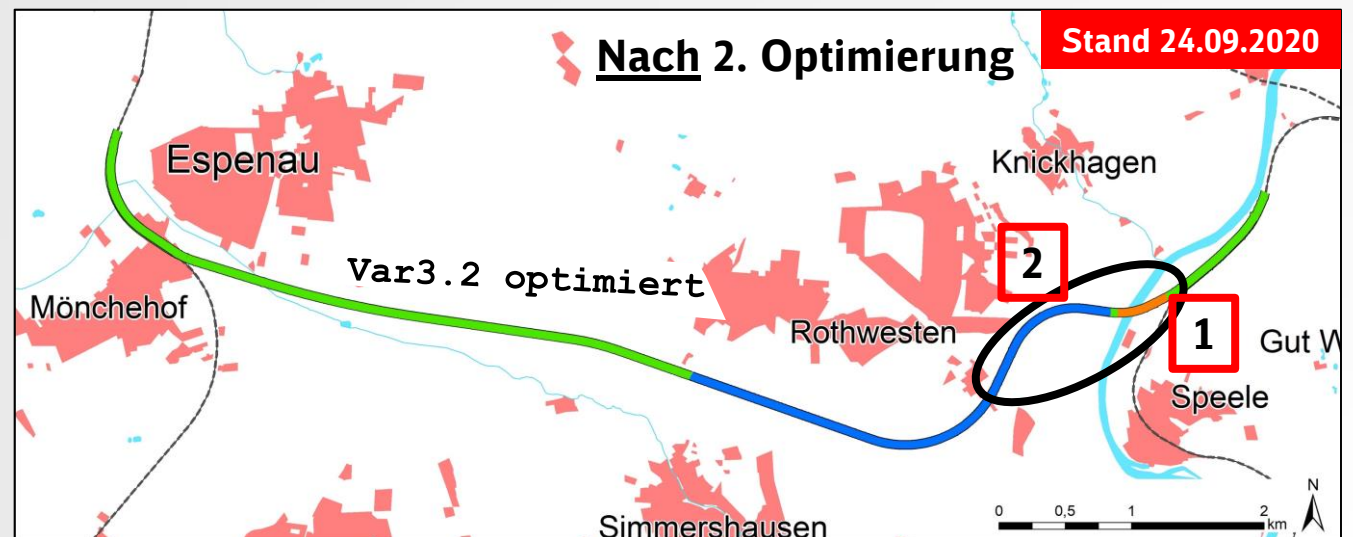 Nach 2. Optimierung
Stand 24.09.2020
Espenau
Knickhagen
Var3.2 optimiert
2
Mönchehof
Rothwesten
1
Gut W
Speele
Simmershausen
N
0 0,5 1 2
km